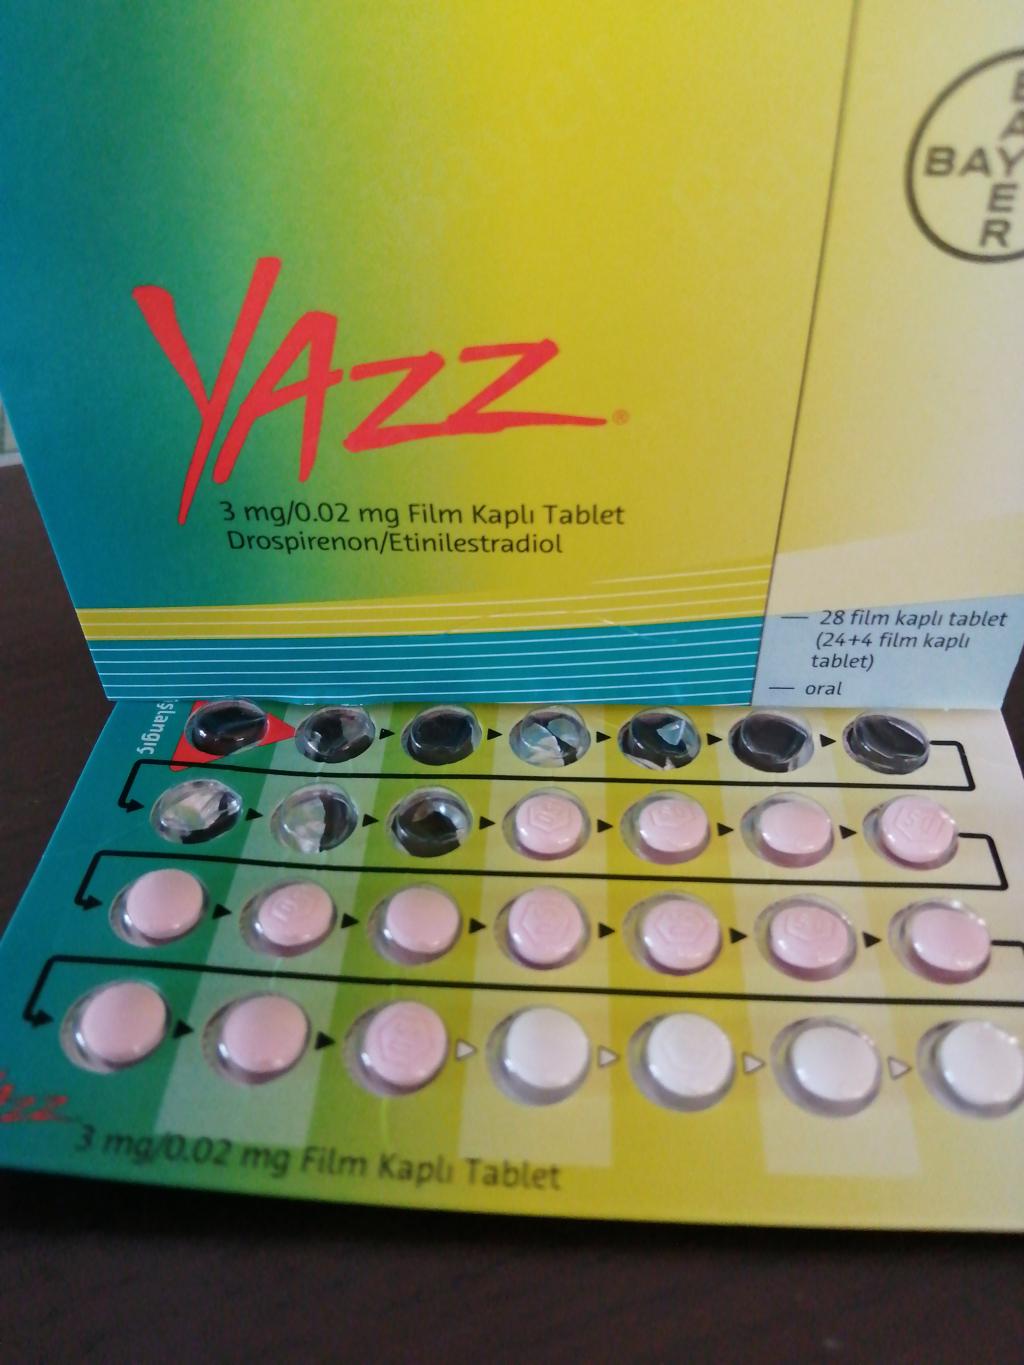 BAYER
BAYER
YAZZ®
3 mg/0.02 mg Film Kaplı Tablet
Drospirenon/Etinilestradiol
28 film kaplı tablet
(24+4 film kaplı
tablet)
oral
3 mg/0.02 mg Film Kaplı Tablet